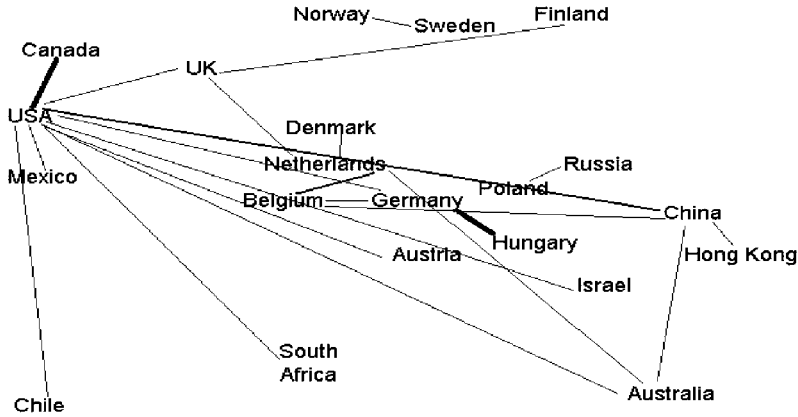 Norway
Sweden
Finland
Canada
UK
USA
Denmark
Netherlands
Russia
Mexico
Poland
Belgium
Germany
China
Hungary
Austria
Hong Kong
Israel
South
Africa
Australia
Chile